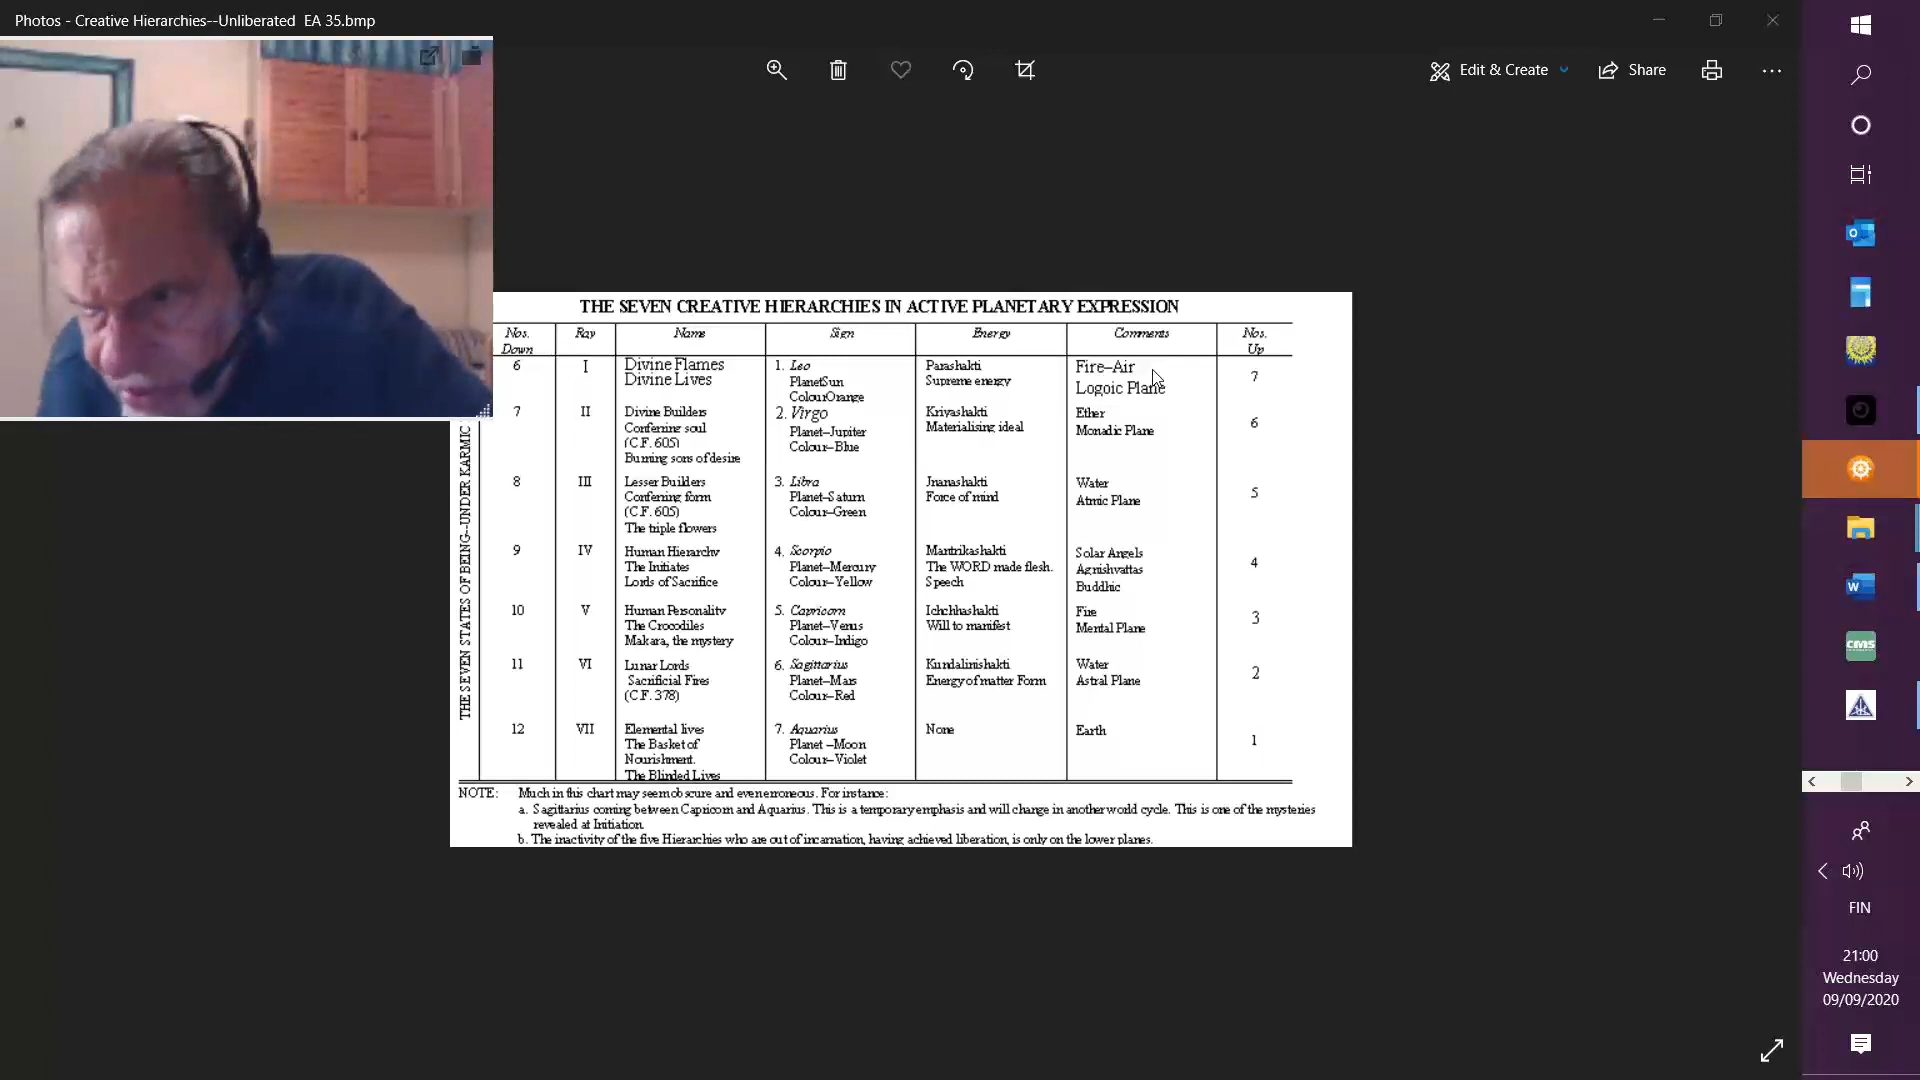 Photos - Creative Hierarchies--Unliberated EA 35.bmp
Edit & Create
Share
THE SEVEN CREATIVE HIERARCHIES IN ACTIVE PLANETARY EXPRESSION
Nos. Down Ray Name Sign Energy Comments Nos. Up
THE SEVEN STATES OF BEING--UNDER KARMIC
6 I Divine Flames 1. Leo Parashakti Fire–Air 7
Divine Lives PlanetSun Supreme energy Logoic Plane
ColourOrange
7 II Divine Builders 2. Virgo Kriyashakti Ether 6
Conferring soul Planet–Jupiter Materialising ideal Monadic Plane
(C.F. 605) Colour–Blue
Burning sons of desire
8 III Lesser Builders 3. Libra Jnanashakti Water 5
Conferring form Planet–Saturn Force of mind Atmic Plane
(C.F. 605) Colour–Green
The triple flowers
9 IV Human Hierarchy 4. Scorpio Mantrikashakti Solar Angels 4
The Initiates Planet–Mercury The WORD made flesh. Agnishvattas
Lords of Sacrifice Colour–Yellow Speech Buddhic
10 V Human Personality 5. Capricorn Ichchhashakti Fire 3
The Crocodiles Planet–Venus Will to manifest Mental Plane
Makara, the mystery Colour–Indigo
11 VI Lunar Lords 6. Sagittarius Kundalinishakti Water 2
Sacrificial Fires Planet–Mars Energy of matter Form Astral Plane
(C.F. 378) Colour–Red
12 VII Elemental lives 7. Aquarius None Earth 1
The Basket of Planet –Moon
Nourishment. Colour–Violet
The Blinded Lives
NOTE: Much in this chart may seem obscure and even erroneous. For instance:
a. Sagittarius coming between Capricorn and Aquarius. This is a temporary emphasis and will change in another world cycle. This is one of the mysteries
revealed at Initiation.
b. The inactivity of the five Hierarchies who are out of incarnation, having achieved liberation, is only on the lower planes.
CMS
FIN
21:00
Wednesday
09/09/2020